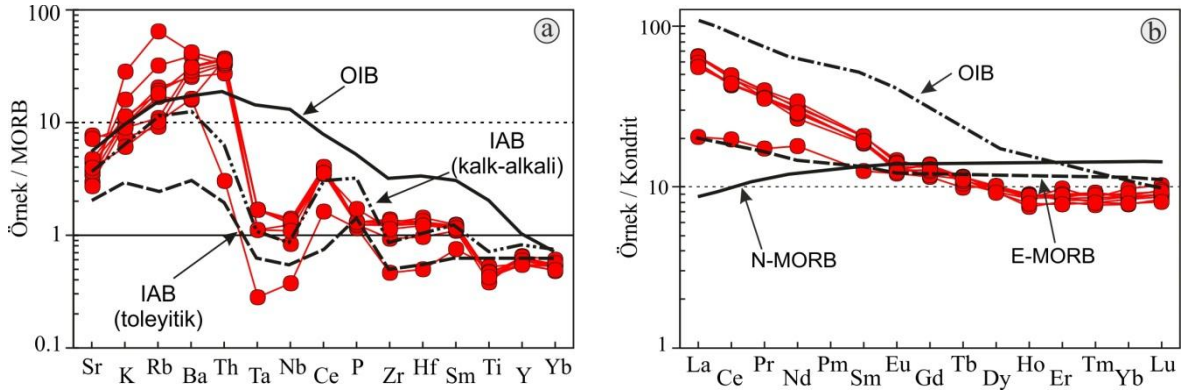 a
Örnek / MORB
100
10
1
0.1
OIB
IAB
(kalk-alkali)
IAB
(toleyitik)
Sr K Rb Ba Th Ta Nb Ce P Zr Hf Sm Ti Y Yb
b
Örnek / Kondrit
100
10
1
OIB
N-MORB
E-MORB
La Ce Pr Nd Pm Sm Eu Gd Tb Dy Ho Er Tm Yb Lu